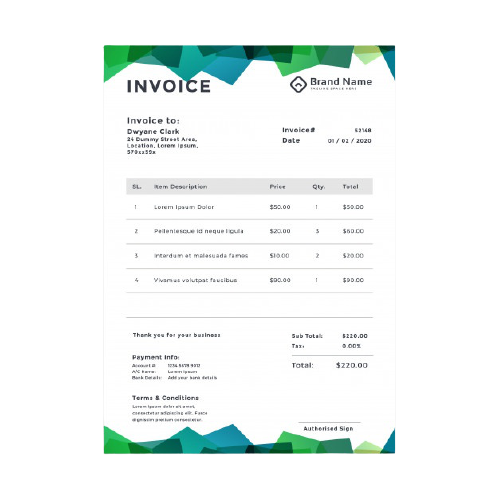 INVOICE
Brand Name
TAGLINE SPACE HERE
Invoice to:
Dwyane Clark
24 Dummy Street Area,
Location, Lorem Ipsum,
570xx59x
Invoice# 52148
Date 01 / 02 / 2020
SL. Item Description Price Qty. Total
1 Lorem Ipsum Dolor $50.00 1 $50.00
2 Pellentesque id neque ligula $20.00 3 $60.00
3 Interdum et malesuada fames $10.00 2 $20.00
4 Vivamus volutpat faucibus $90.00 1 $90.00
Thank you for your business
Sub Total: $220.00
Tax: 0.00%
Total: $220.00
Payment Info:
Account #: 1234 5678 9012
A/C Name: Lorem Ipsum
Bank Details: Add your bank details
Terms & Conditions
Lorem ipsum dolor sit amet,
consectetur adipiscing elit. Fusce
dignissim pretium consectetur.
Authorised Sign